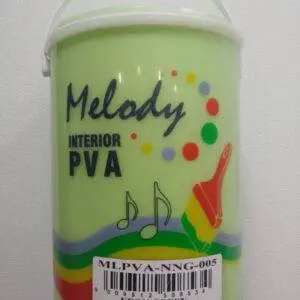 Melody
INTERIOR
PVA
MLPVA-NNG-005